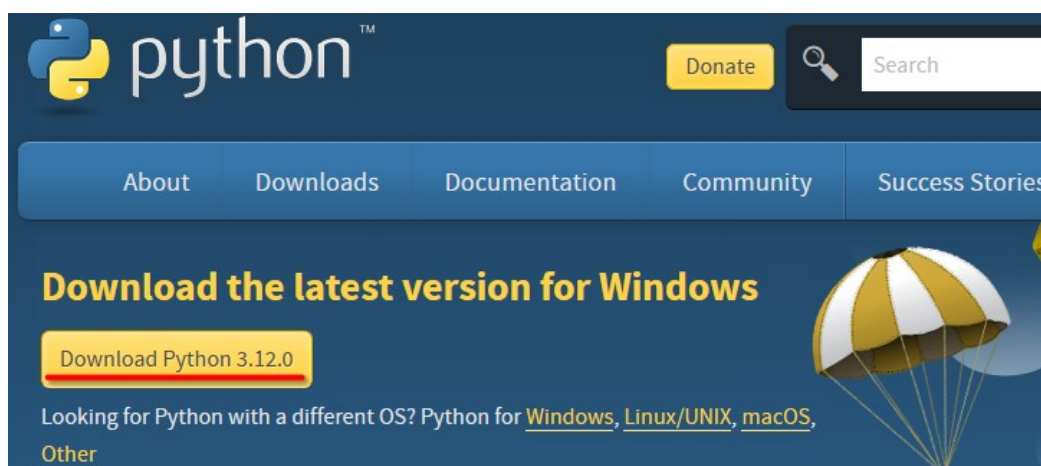 python™
Donate
Search
About Downloads Documentation Community Success Stories
Download the latest version for Windows
Download Python 3.12.0
Looking for Python with a different OS? Python for Windows, Linux/UNIX, macOS,
Other